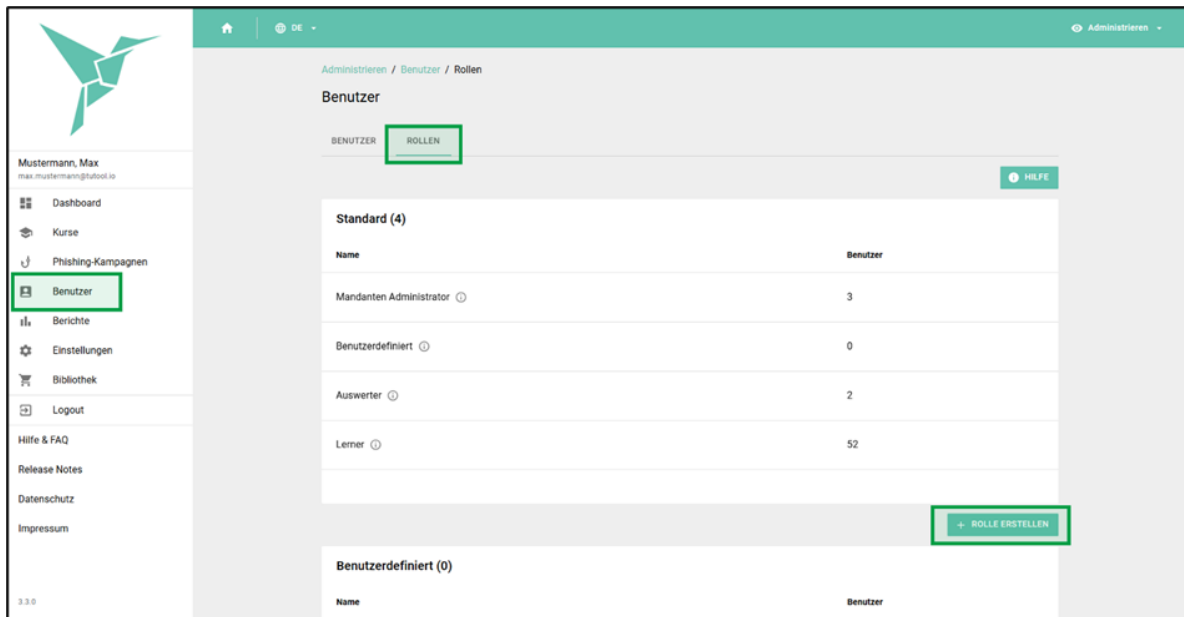 DE
Administrieren
Mustermann, Max
max.mustermann@tutool.io
Dashboard
Kurse
Phishing-Kampagnen
Benutzer
Berichte
Einstellungen
Bibliothek
Logout
Hilfe & FAQ
Release Notes
Datenschutz
Impressum
3.3.0
Administrieren / Benutzer / Rollen
Benutzer
BENUTZER ROLLEN
HILFE
Standard (4)
Name Benutzer
Mandanten Administrator 3
Benutzerdefiniert 0
Auswerter 2
Lerner 52
+ ROLLE ERSTELLEN
Benutzerdefiniert (0)
Name Benutzer